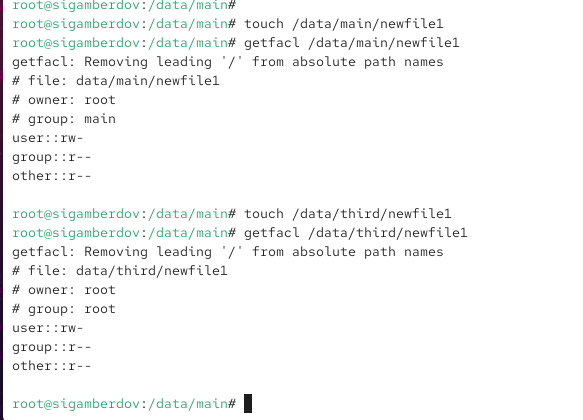 root@sigamberdov:/data/main#
root@sigamberdov:/data/main# touch /data/main/newfile1
root@sigamberdov:/data/main# getfacl /data/main/newfile1
getfacl: Removing leading '/' from absolute path names
# file: data/main/newfile1
# owner: root
# group: main
user::rw-
group::r--
other::r--
root@sigamberdov:/data/main# touch /data/third/newfile1
root@sigamberdov:/data/main# getfacl /data/third/newfile1
getfacl: Removing leading '/' from absolute path names
# file: data/third/newfile1
# owner: root
# group: root
user::rw-
group::r--
other::r--
root@sigamberdov:/data/main#